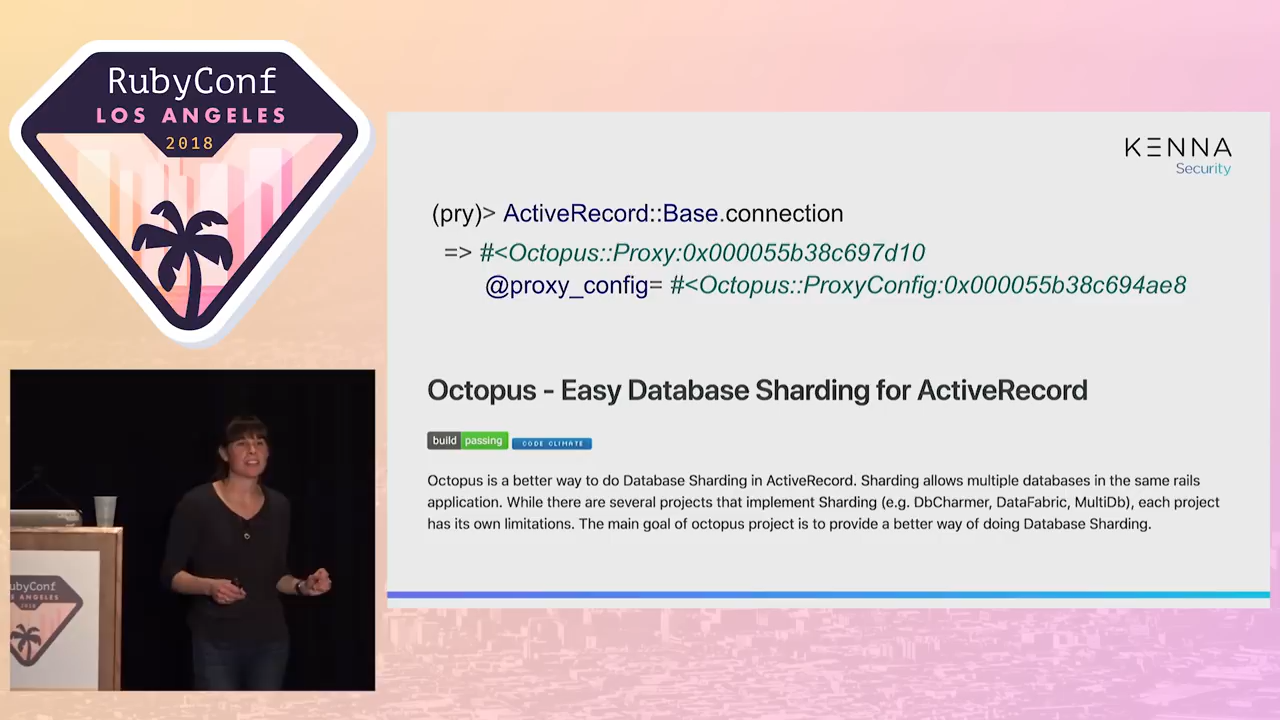 RubyConf
LOS ANGELES
2018
KENNA
Security
(pry)> ActiveRecord::Base.connection
=> #<Octopus::Proxy:0x000055b38c697d10
@proxy_config= #<Octopus::ProxyConfig:0x000055b38c694ae8
Octopus - Easy Database Sharding for ActiveRecord
build passing CODE CLIMATE
Octopus is a better way to do Database Sharding in ActiveRecord. Sharding allows multiple databases in the same rails
application. While there are several projects that implement Sharding (e.g. DbCharmer, DataFabric, MultiDb), each project
has its own limitations. The main goal of octopus project is to provide a better way of doing Database Sharding.
ubyConf
S ANGELES
2018